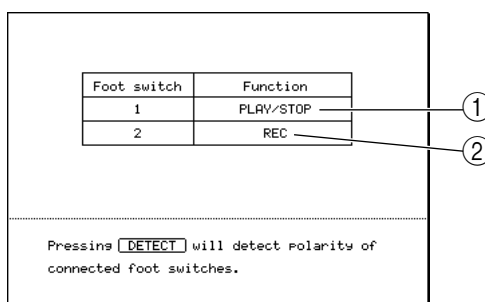 Foot switch Function
1 PLAY/STOP 1
2 REC 2
Pressing DETECT will detect polarity of
connected foot switches.